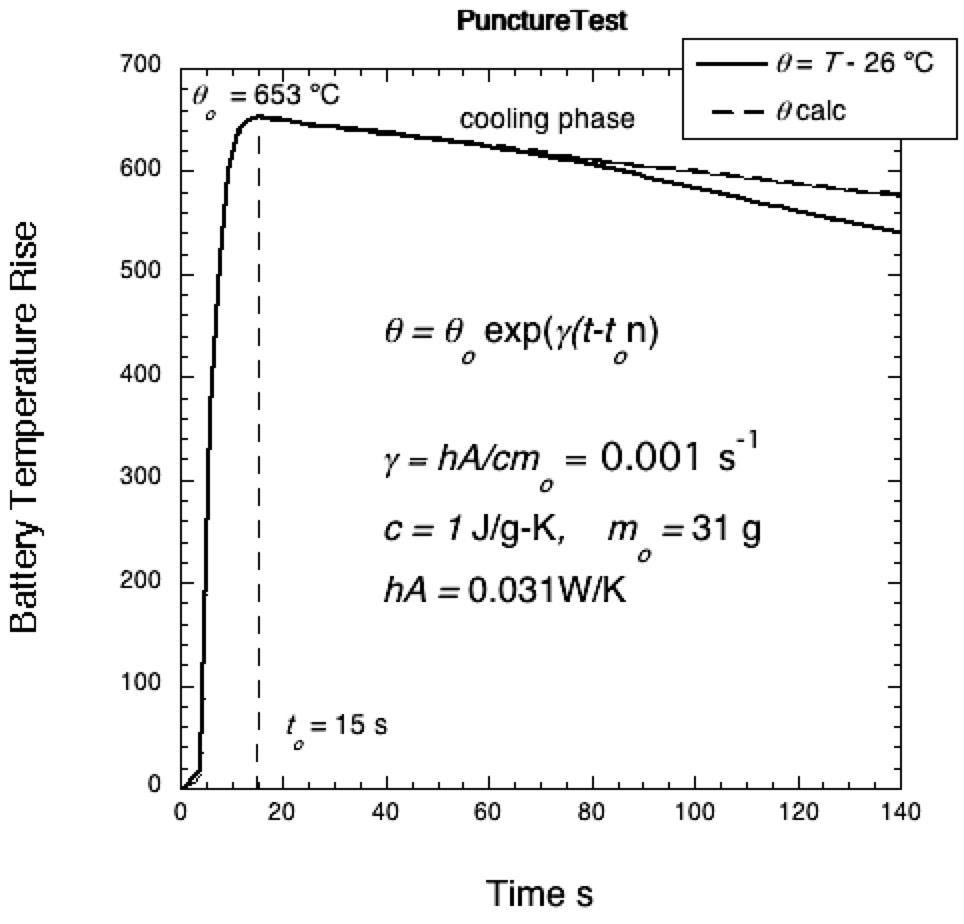 PunctureTest
θ = T - 26 °C
θ calc
θo = 653 °C
cooling phase
700
600
500
400
300
200
100
0
Battery Temperature Rise
θ = θo exp(γ(t-to n)
γ = hA/cmo = 0.001 s-1
c = 1 J/g-K, mo = 31 g
hA = 0.031W/K
to = 15 s
0 20 40 60 80 100 120 140
Time s